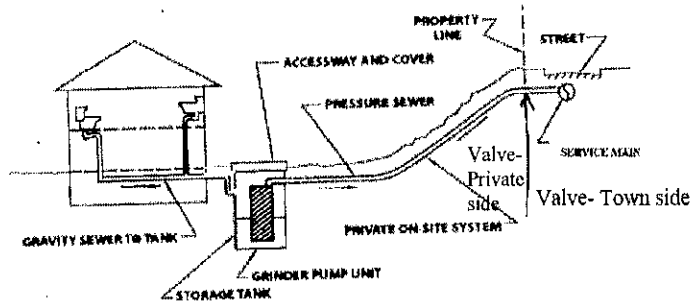 PROPERTY
LINE
STREET
ACCESSWAY AND COVER
PRESSURE SEWER
SERVICE MAIN
Valve-
Private
side
Valve- Town side
GRAVITY SEWER TO TANK
PRIVATE ON-SITE SYSTEM
GRINDER PUMP UNIT
STORAGE TANK